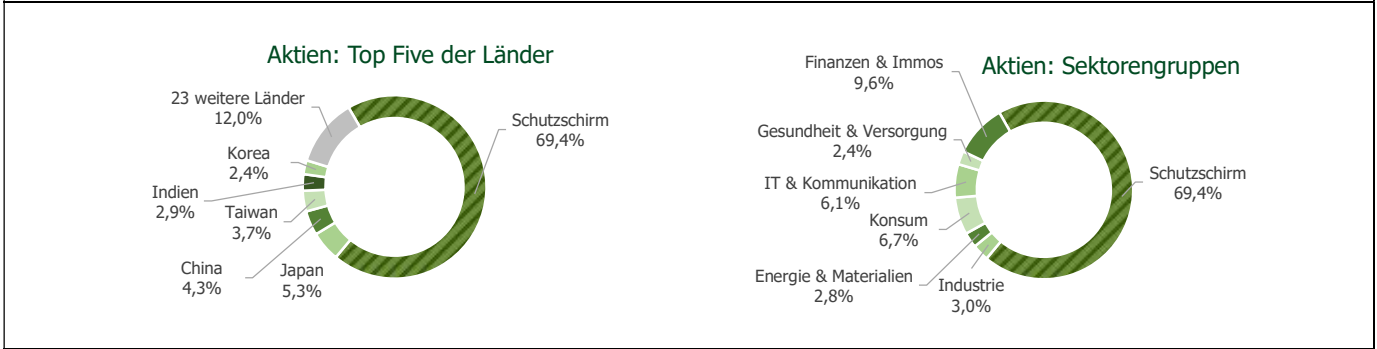 Aktien: Top Five der Länder
23 weitere Länder
12,0%
Korea
2,4%
Indien
2,9%
Taiwan
3,7%
China
4,3%
Japan
5,3%
Schutzschirm
69,4%
Aktien: Sektorengruppen
Finanzen & Immos
9,6%
Gesundheit & Versorgung
2,4%
IT & Kommunikation
6,1%
Konsum
6,7%
Energie & Materialien
2,8%
Industrie
3,0%
Schutzschirm
69,4%